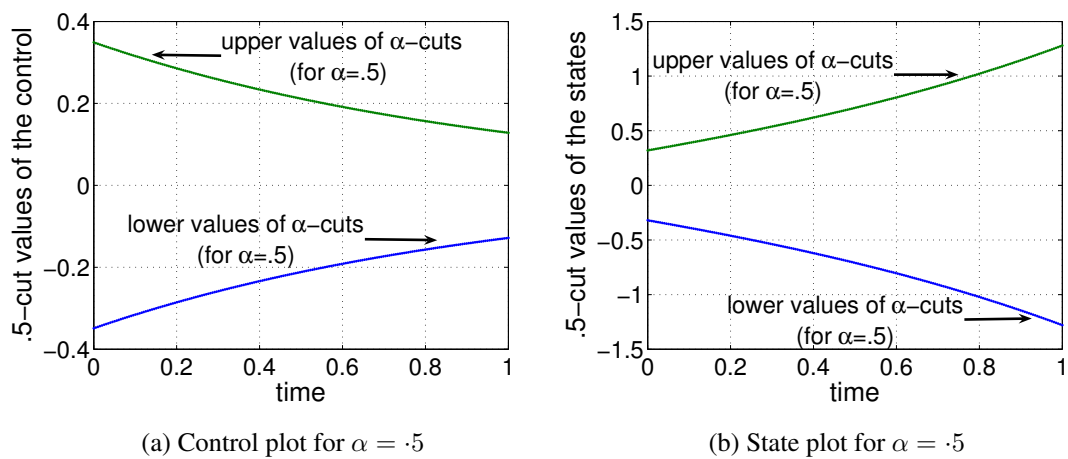 .5−cut values of the control
0.4
0.2
0
−0.2
−0.4
upper values of α−cuts
(for α=.5)
lower values of α−cuts
(for α=.5)
0 0.2 0.4 0.6 0.8 1
time
(a) Control plot for α = ·5
.5−cut values of the states
1.5
1
0.5
0
−0.5
−1
−1.5
upper values of α−cuts
(for α=.5)
lower values of α−cuts
(for α=.5)
0 0.2 0.4 0.6 0.8 1
time
(b) State plot for α = ·5